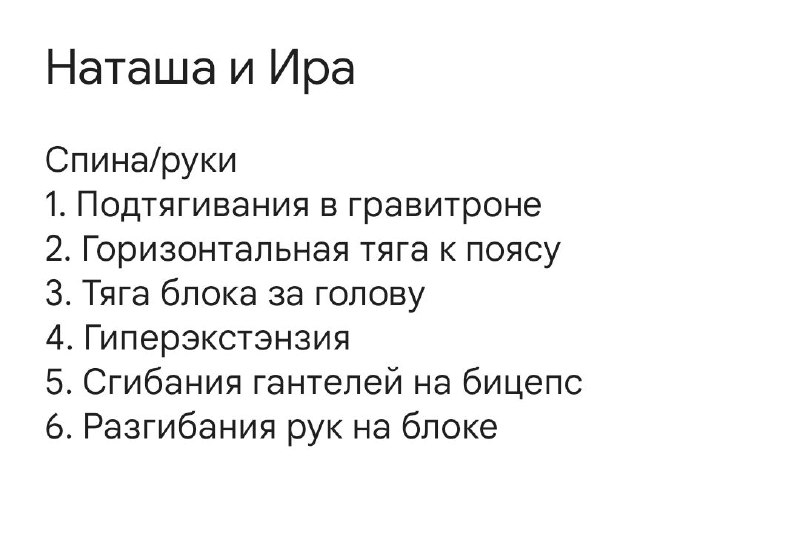 Наташа и Ира
Спина/руки
1. Подтягивания в гравитроне
2. Горизонтальная тяга к поясу
3. Тяга блока за голову
4. Гиперэкстэнзия
5. Сгибания гантелей на бицепс
6. Разгибания рук на блоке